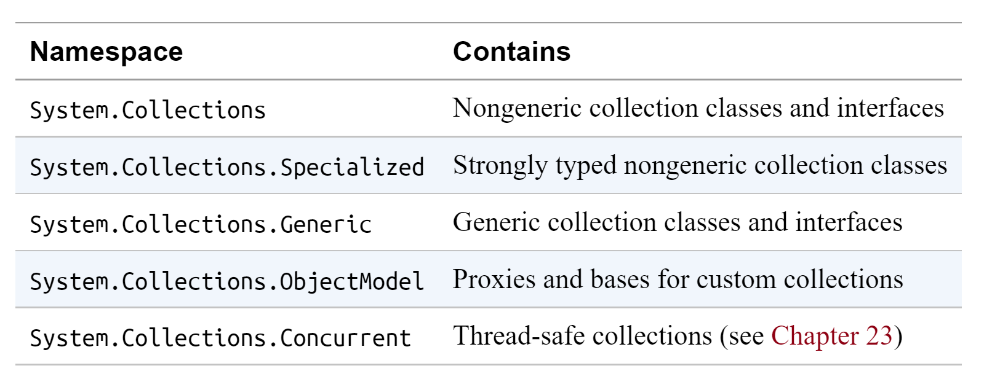 Namespace Contains
System.Collections Nongeneric collection classes and interfaces
System.Collections.Specialized Strongly typed nongeneric collection classes
System.Collections.Generic Generic collection classes and interfaces
System.Collections.ObjectModel Proxies and bases for custom collections
System.Collections.Concurrent Thread-safe collections (see Chapter 23)